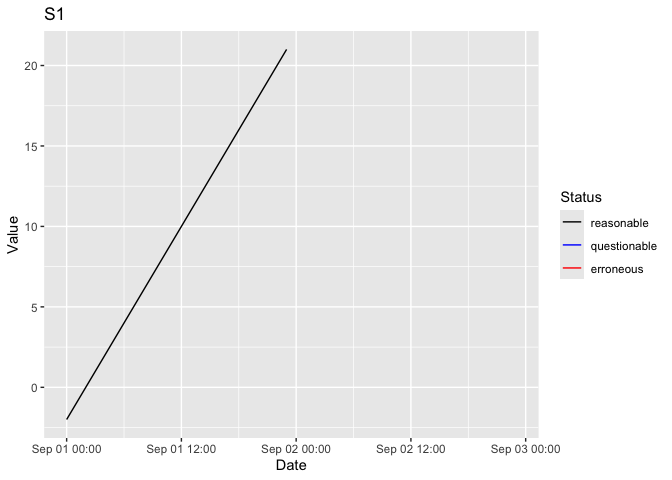 S1
Value
20
15
10
5
0
Sep 01 00:00 Sep 01 12:00 Sep 02 00:00 Sep 02 12:00 Sep 03 00:00
Date
Status
reasonable
questionable
erroneous